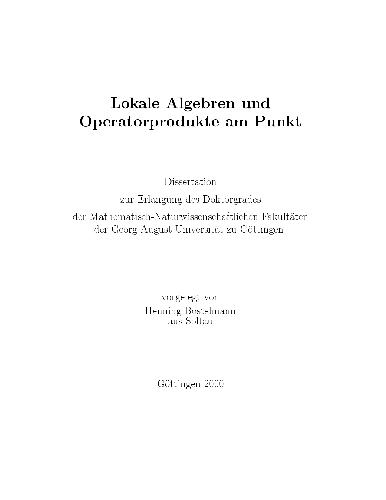 Lokale Algebren und
Operatorprodukte am Punkt
Dissertation
zur Erlangung des Doktorgrades
der Mathematisch-Naturwissenschaftlichen Fakultäten
der Georg-August-Universität zu Göttingen
vorgelegt von
Henning Bostelmann
aus Soltau
Göttingen 2000